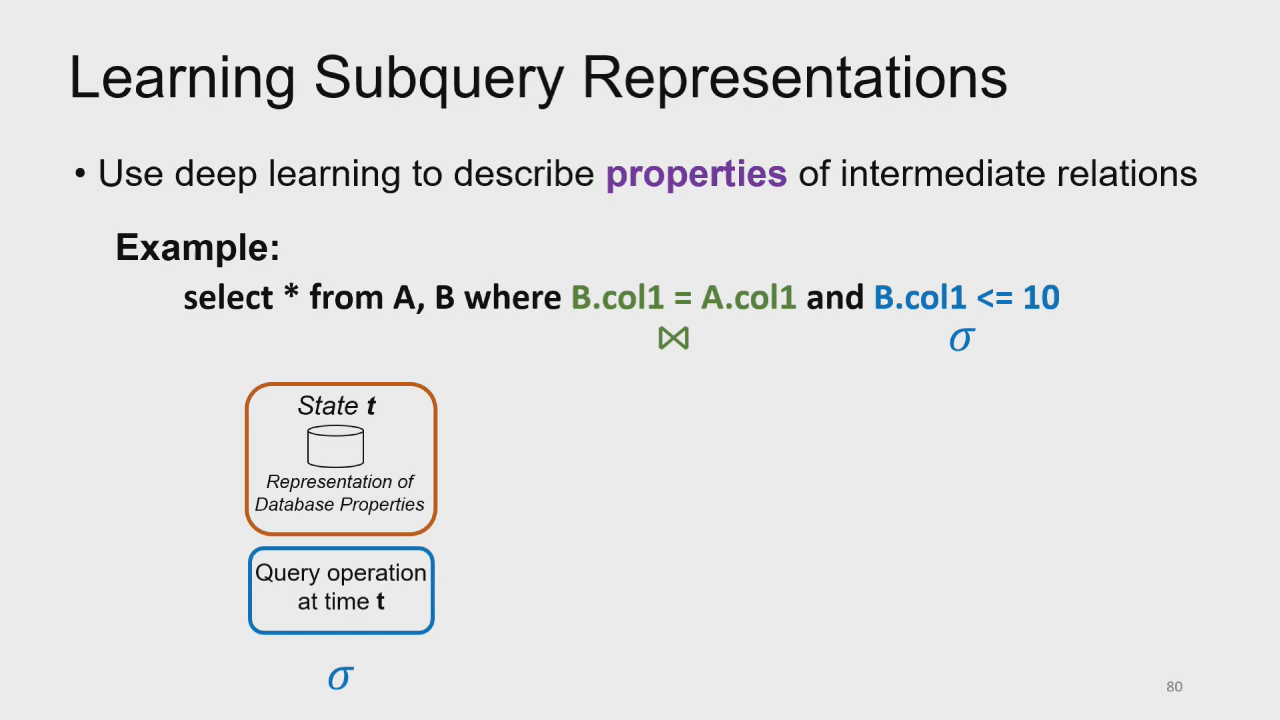 Learning Subquery Representations
• Use deep learning to describe properties of intermediate relations
Example:
select * from A, B where B.col1 = A.col1 and B.col1 <= 10
⋈ σ
State t
Representation of
Database Properties
Query operation
at time t
σ
80